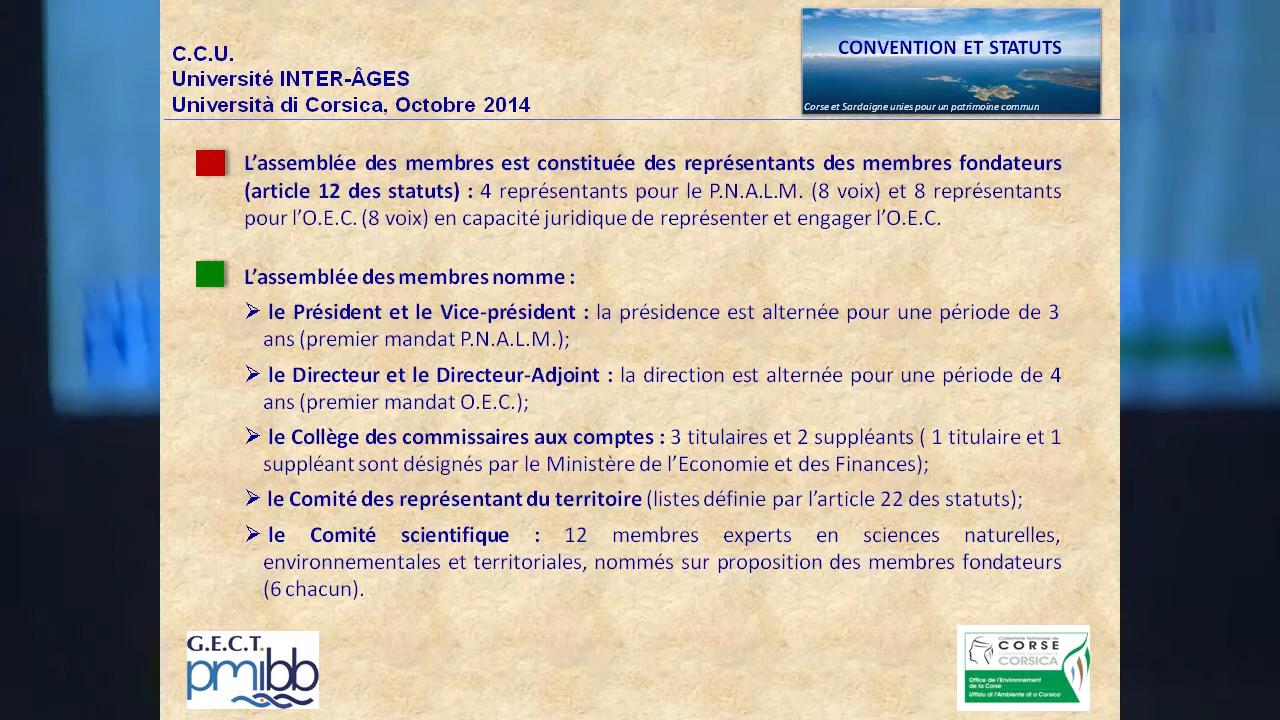 C.C.U.
Université INTER-ÂGES
Università di Corsica, Octobre 2014
CONVENTION ET STATUTS
Corse et Sardaigne unies pour un patrimoine commun
L’assemblée des membres est constituée des représentants des membres fondateurs
(article 12 des statuts) : 4 représentants pour le P.N.A.L.M. (8 voix) et 8 représentants
pour l’O.E.C. (8 voix) en capacité juridique de représenter et engager l’O.E.C.
L’assemblée des membres nomme :
le Président et le Vice-président : la présidence est alternée pour une période de 3
ans (premier mandat P.N.A.L.M.);
le Directeur et le Directeur-Adjoint : la direction est alternée pour une période de 4
ans (premier mandat O.E.C.);
le Collège des commissaires aux comptes : 3 titulaires et 2 suppléants ( 1 titulaire et 1
suppléant sont désignés par le Ministère de l’Economie et des Finances);
le Comité des représentant du territoire (listes définie par l’article 22 des statuts);
le Comité scientifique : 12 membres experts en sciences naturelles,
environnementales et territoriales, nommés sur proposition des membres fondateurs
(6 chacun).
G.E.C.T.
pmibb
CORSE
CORSICA
Office de l’Environnement
de la Corse
Uffiziu di l’Ambiente di a Corsica